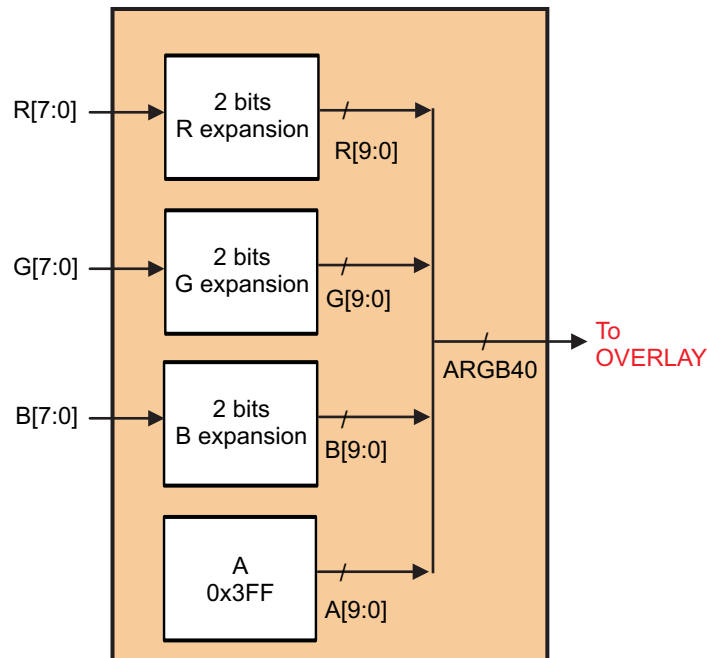 R[7:0]
2 bits
R expansion
R[9:0]
G[7:0]
2 bits
G expansion
G[9:0]
To
OVERLAY
ARGB40
B[7:0]
2 bits
B expansion
B[9:0]
A
0x3FF
A[9:0]